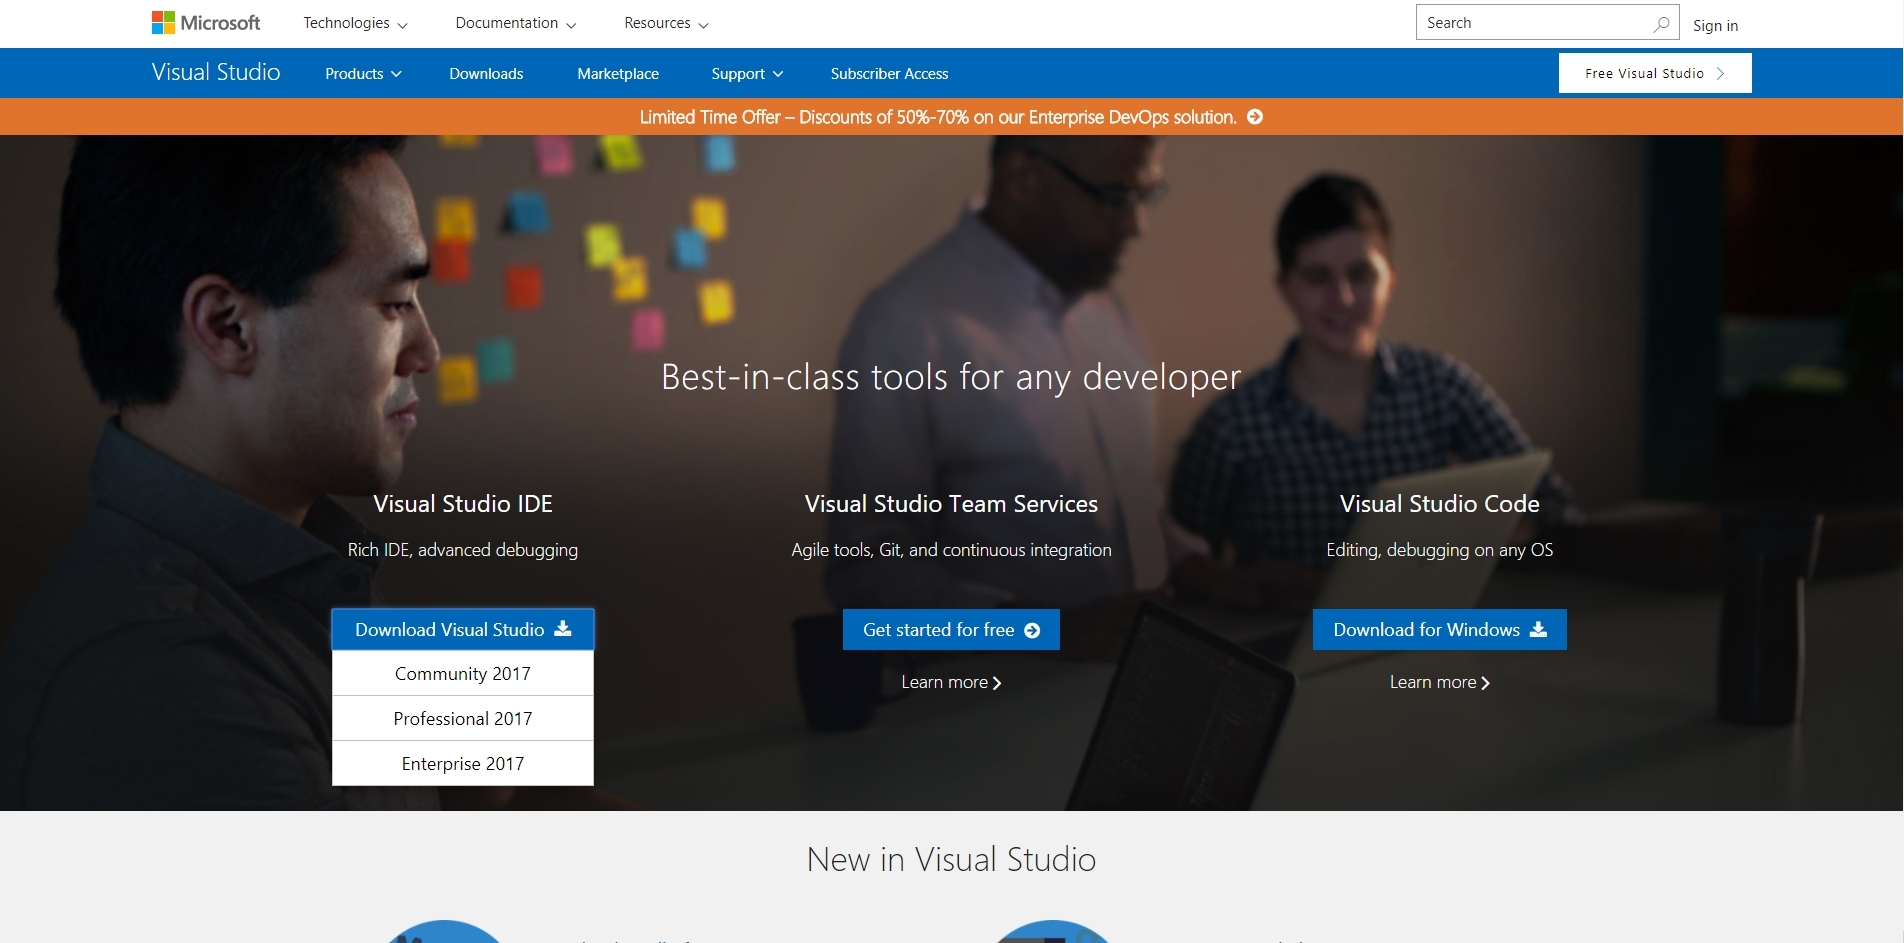 Microsoft
Technologies
Documentation
Resources
Search
Sign in
Visual Studio
Products
Downloads
Marketplace
Support
Subscriber Access
Free Visual Studio
Limited Time Offer – Discounts of 50%-70% on our Enterprise DevOps solution.
Best-in-class tools for any developer
Visual Studio IDE
Rich IDE, advanced debugging
Download Visual Studio
Community 2017
Professional 2017
Enterprise 2017
Visual Studio Team Services
Agile tools, Git, and continuous integration
Get started for free
Learn more
Visual Studio Code
Editing, debugging on any OS
Download for Windows
Learn more
New in Visual Studio